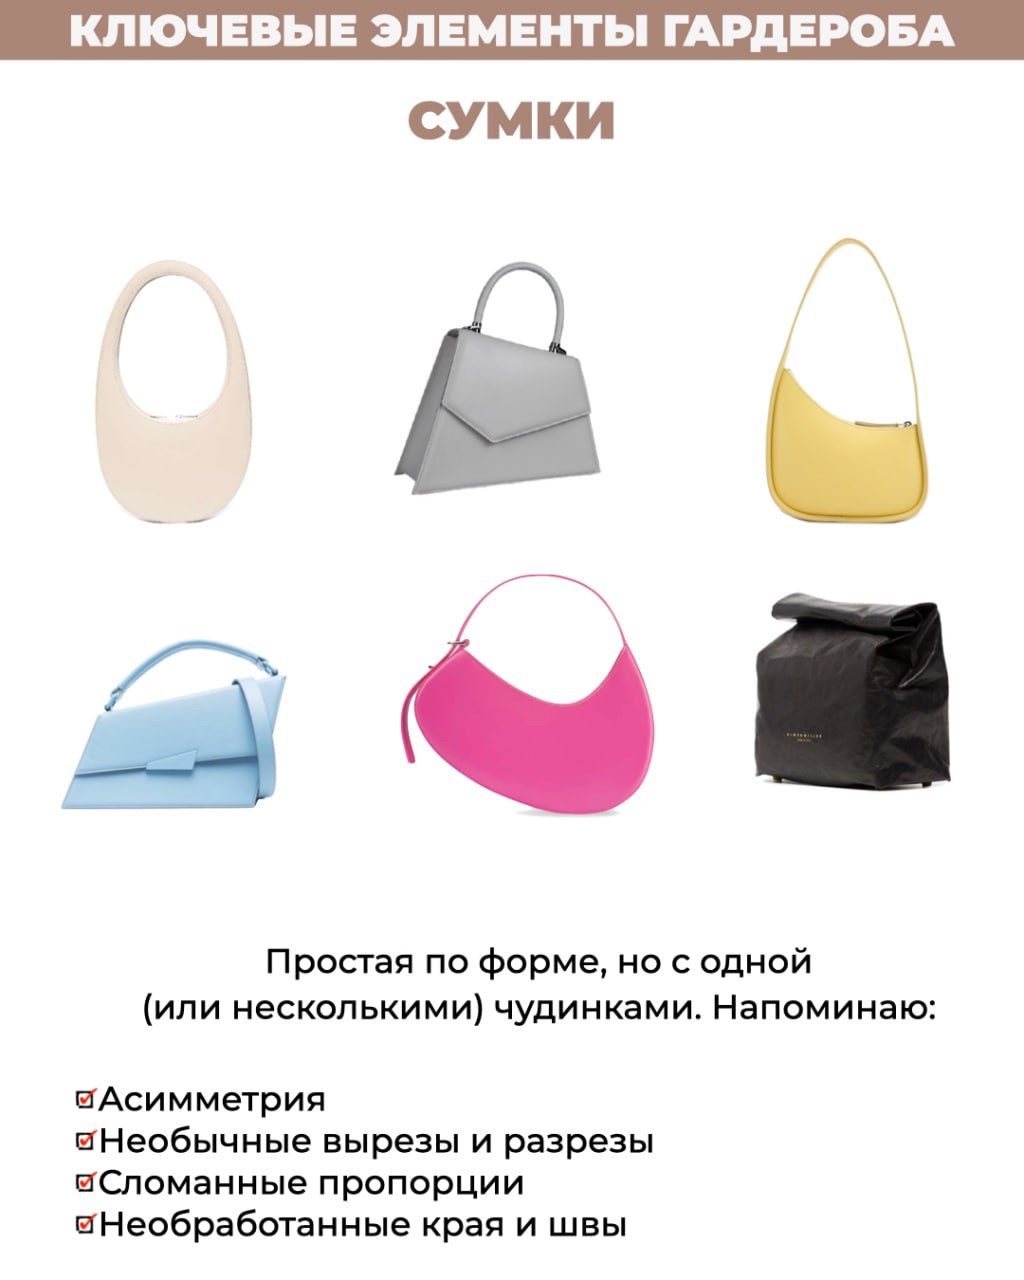 КЛЮЧЕВЫЕ ЭЛЕМЕНТЫ ГАРДЕРОБА
СУМКИ
Простая по форме, но с одной
(или несколькими) чудинками. Напоминаю:
Асимметрия
Необычные вырезы и разрезы
Сломанные пропорции
Необработанные края и швы